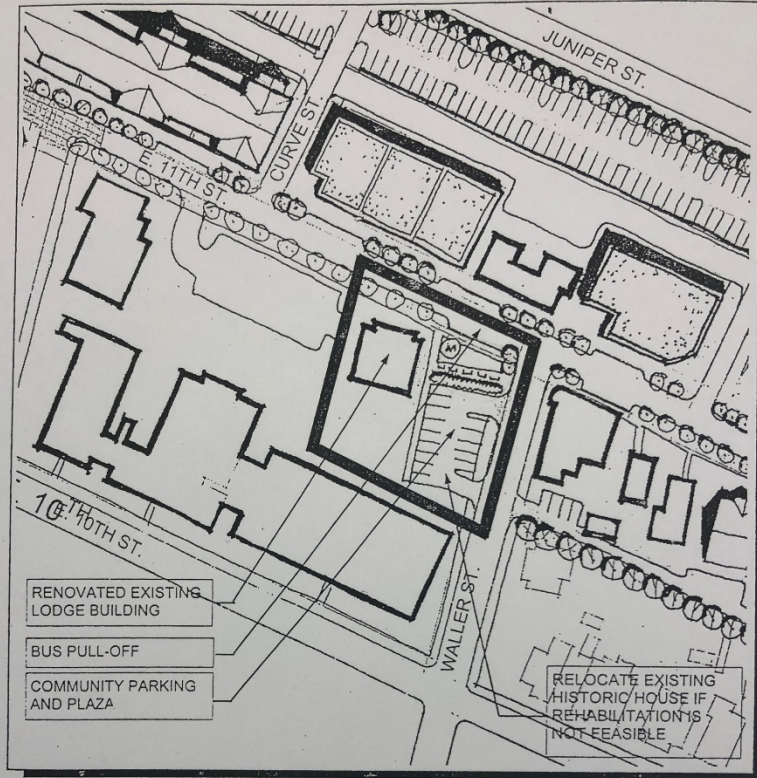 JUNIPER ST.
CURVE ST.
E. 11TH ST.
10TH
E. 10TH ST.
WALLER ST.
RENOVATED EXISTING
LODGE BUILDING
BUS PULL-OFF
COMMUNITY PARKING
AND PLAZA
RELOCATE EXISTING
HISTORIC HOUSE IF
REHABILITATION IS
NOT FEASIBLE